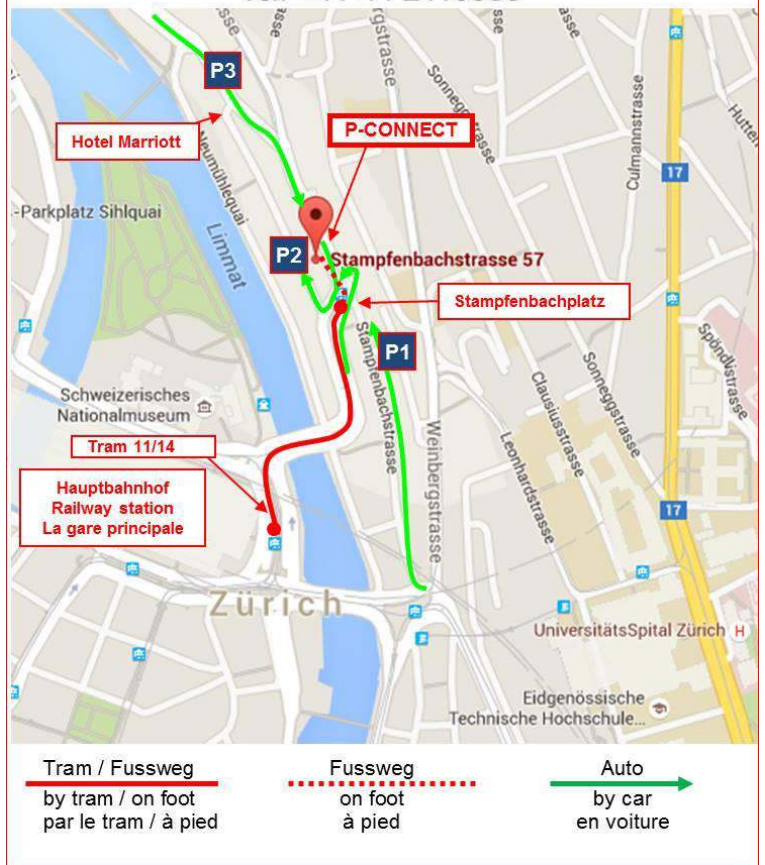 P3
Hotel Marriott
P-CONNECT
Weinbergstrasse
Sonneggstrasse
Culmannstrasse
Hutten
17
Neumühlequai
-Parkplatz Sihlquai
Limmat
P2
Stampfenbachstrasse 57
Stampfenbachplatz
P1
Stampfenbachstrasse
Spöndlistrasse
Schweizerisches
Nationalmuseum
Clausiusstrasse
Sonneggstrasse
Weinbergstrasse
Leonhardstrasse
Tram 11/14
Hauptbahnhof
Railway station
La gare principale
17
Zürich
UniversitätsSpital Zürich
H
Eidgenössische
Technische Hochschule...
Tram / Fussweg
by tram / on foot
par le tram / à pied
Fussweg
on foot
à pied
Auto
by car
en voiture